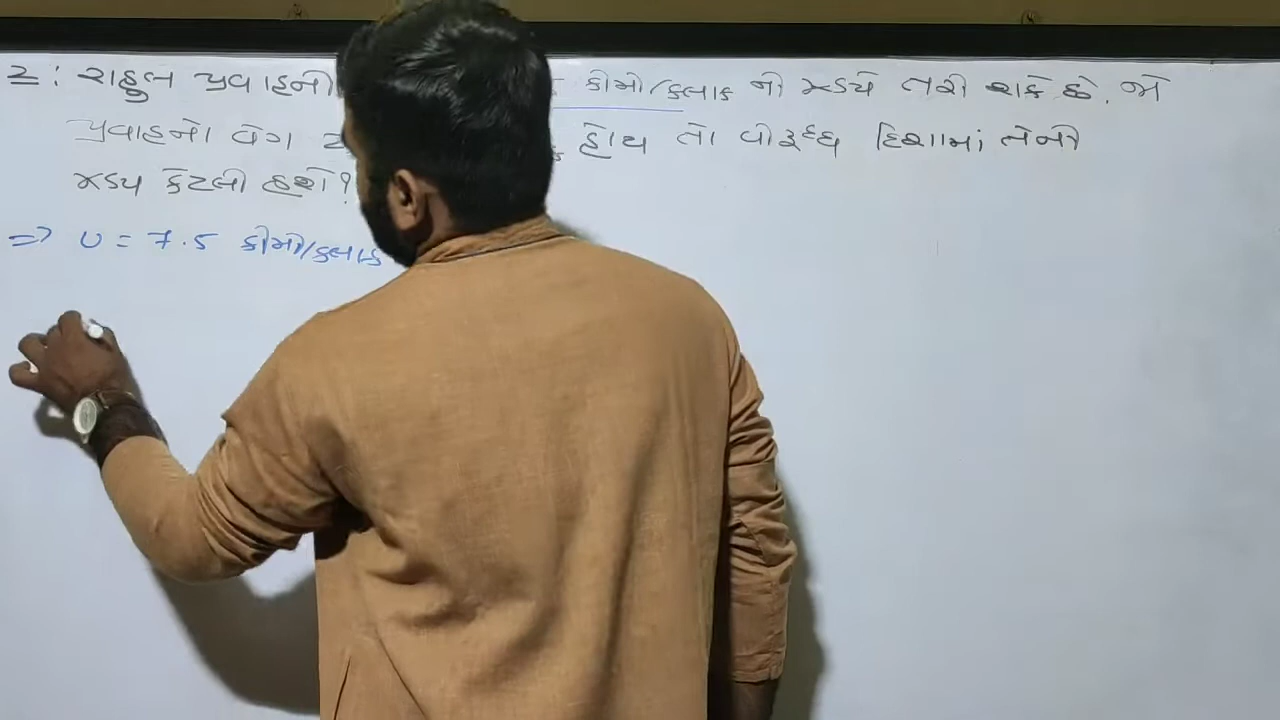 2: રાહુલ પ્રવાહની કીમી/કલાક ની ઝડપે તરી શકે છે. જો
પ્રવાહનો વેગ હોય તો વીરૂધ્ધ દિશામાં તેની
ઝડપ કેટલી હશે?
=> U = 7.5 કીમી/કલાક